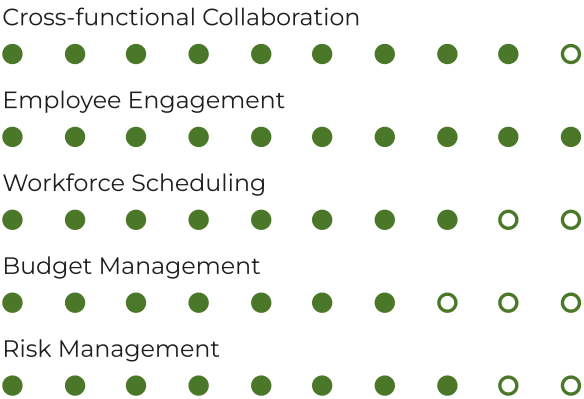 Cross-functional Collaboration
Employee Engagement
Workforce Scheduling
Budget Management
Risk Management